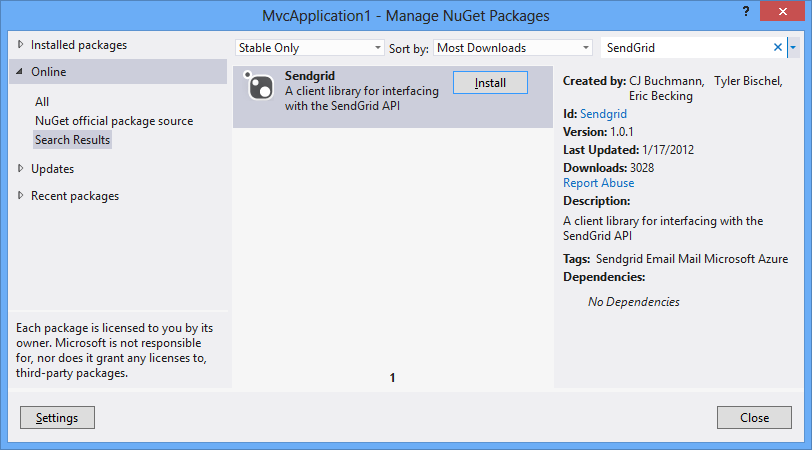 MvcApplication1 - Manage NuGet Packages
?
Installed packages
Online
All
NuGet official package source
Search Results
Updates
Recent packages
Each package is licensed to you by its
owner. Microsoft is not responsible
for, nor does it grant any licenses to,
third-party packages.
Settings
Stable Only
Sort by: Most Downloads
Sendgrid
A client library for interfacing
with the SendGrid API
Install
1
SendGrid
Created by: CJ Buchmann, Tyler Bischel,
Eric Becking
Id: Sendgrid
Version: 1.0.1
Last Updated: 1/17/2012
Downloads: 3028
Report Abuse
Description:
A client library for interfacing with the
SendGrid API
Tags: Sendgrid Email Mail Microsoft Azure
Dependencies:
No Dependencies
Close